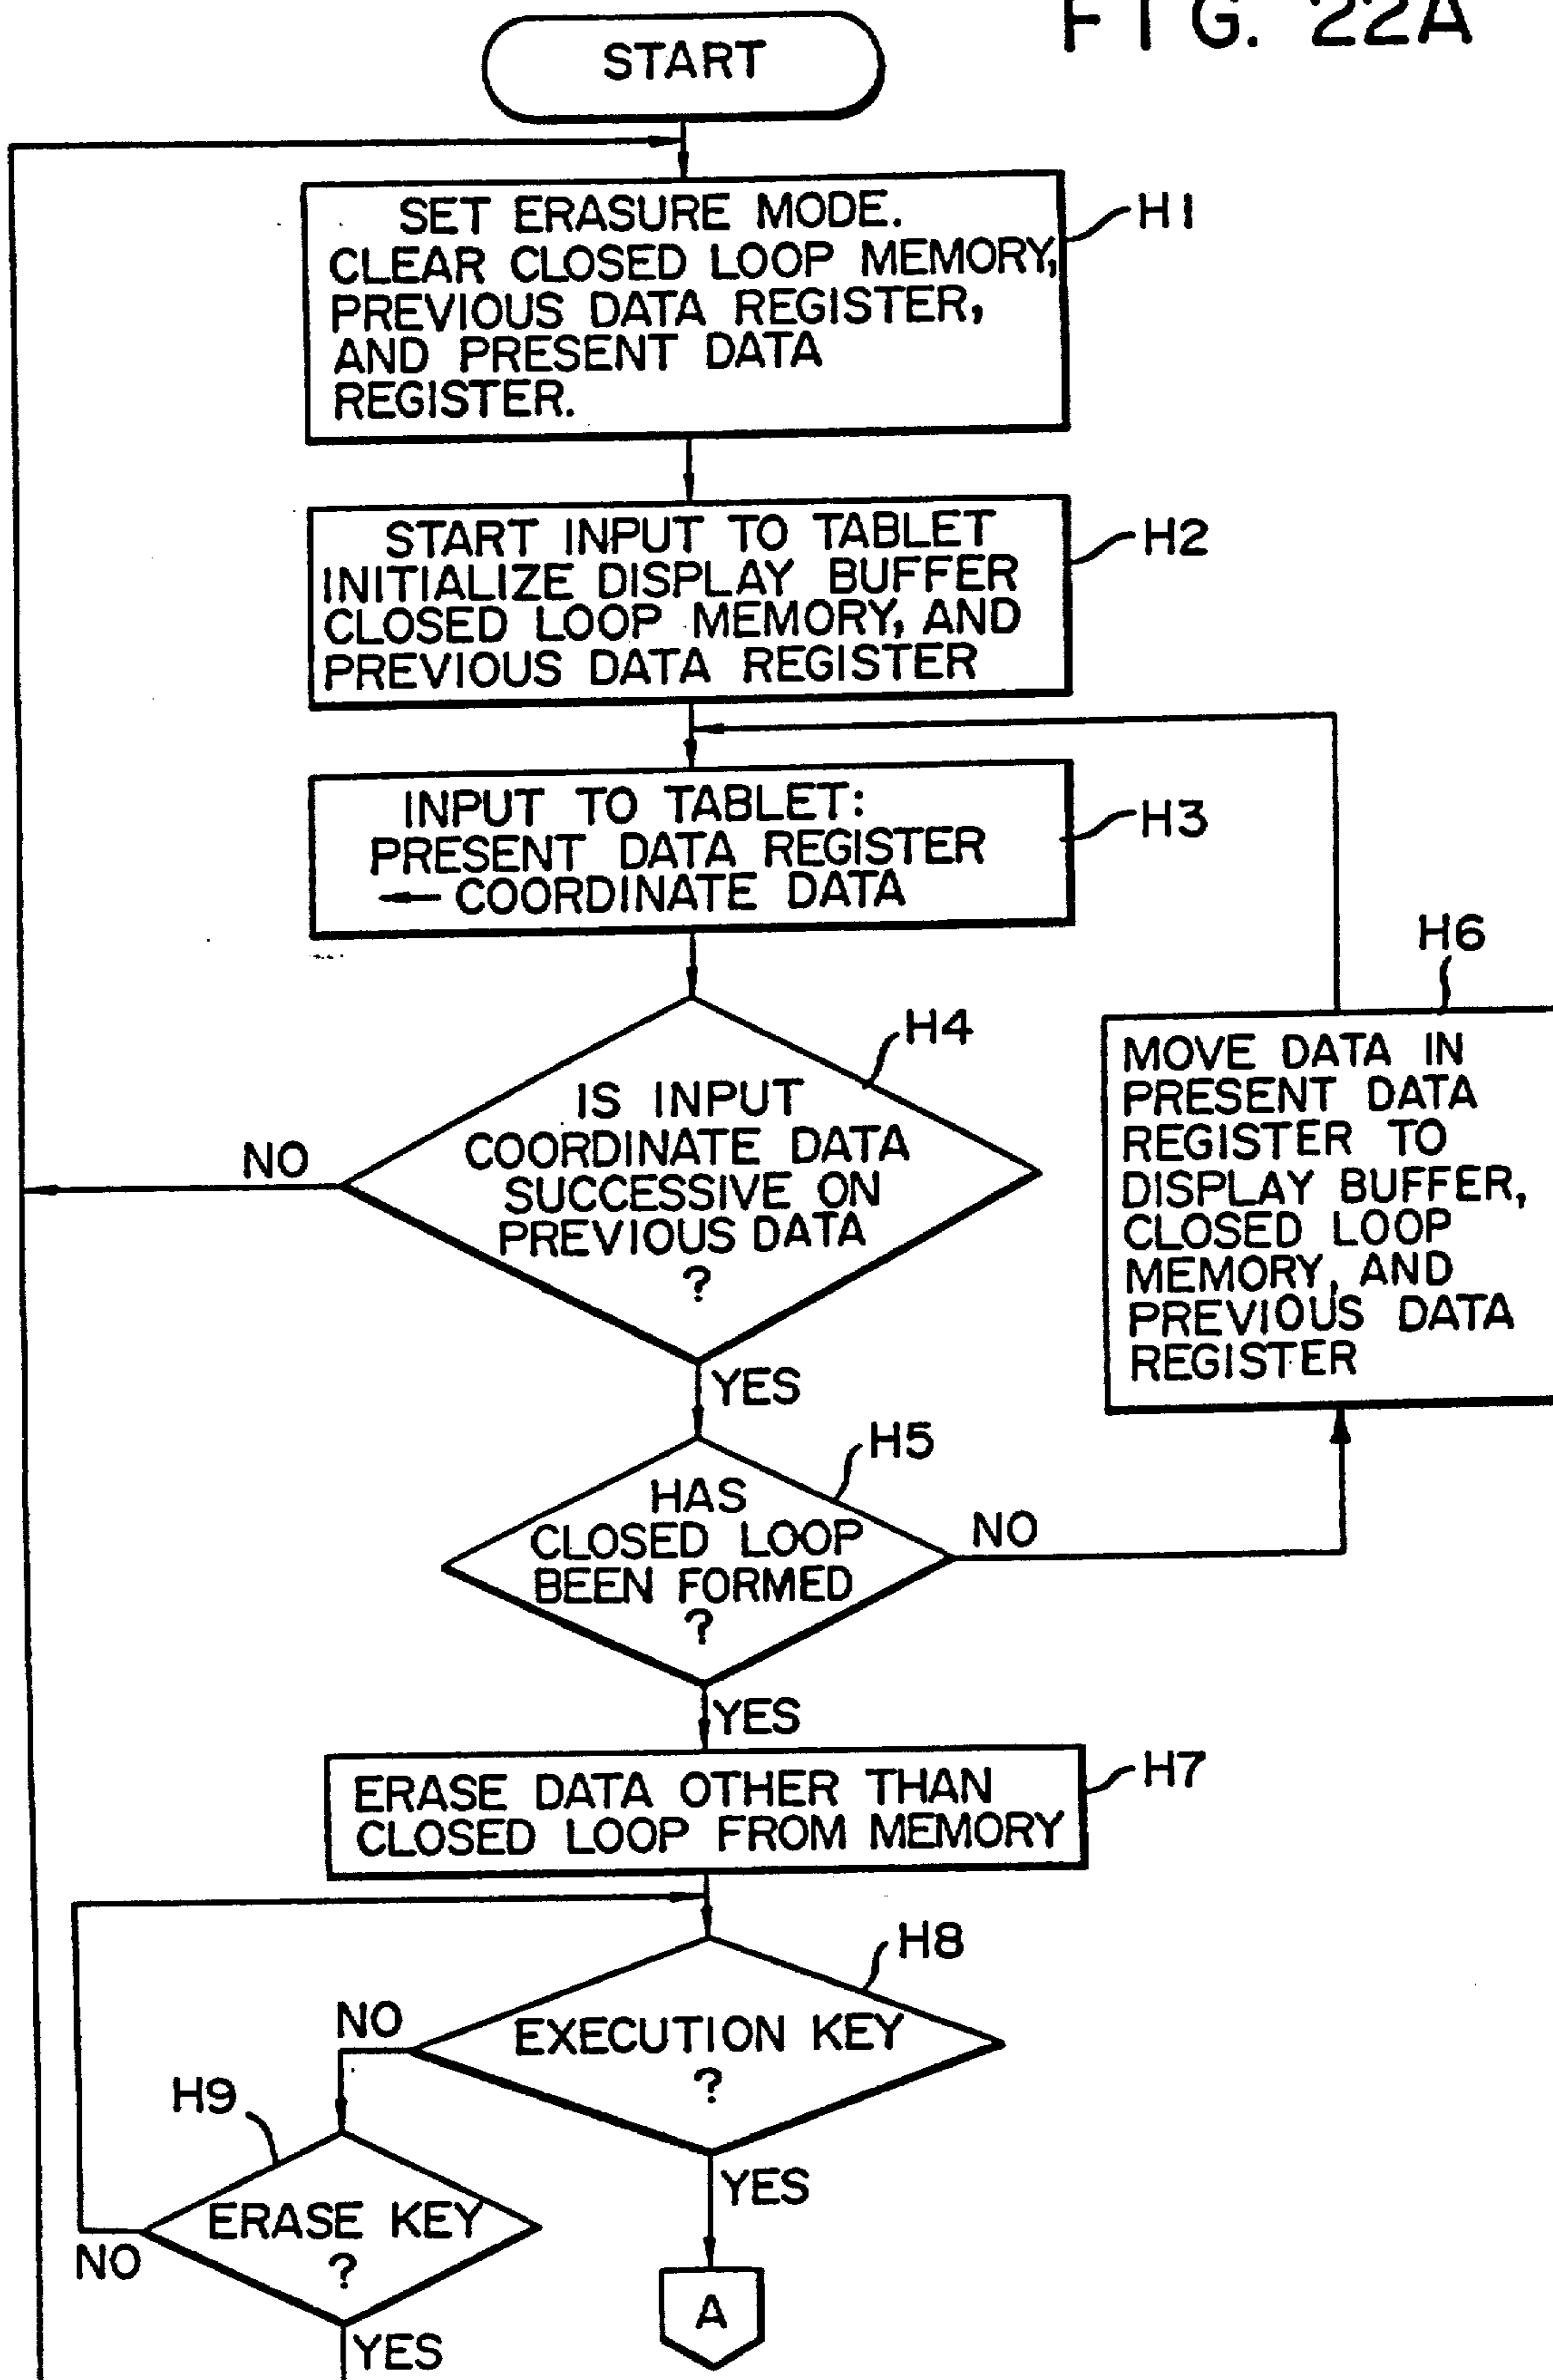 FIG. 22A
START
SET ERASURE MODE.
CLEAR CLOSED LOOP MEMORY,
PREVIOUS DATA REGISTER,
AND PRESENT DATA
REGISTER.
H1
START INPUT TO TABLET
INITIALIZE DISPLAY BUFFER
CLOSED LOOP MEMORY, AND
PREVIOUS DATA REGISTER
H2
INPUT TO TABLET:
PRESENT DATA REGISTER
← COORDINATE DATA
H3
H4
IS INPUT
COORDINATE DATA
SUCCESSIVE ON
PREVIOUS DATA
?
NO
YES
H6
MOVE DATA IN
PRESENT DATA
REGISTER TO
DISPLAY BUFFER,
CLOSED LOOP
MEMORY, AND
PREVIOUS DATA
REGISTER
H5
HAS
CLOSED LOOP
BEEN FORMED
?
NO
YES
ERASE DATA OTHER THAN
CLOSED LOOP FROM MEMORY
H7
H8
EXECUTION KEY
?
NO
YES
H9
ERASE KEY
?
NO
YES
A